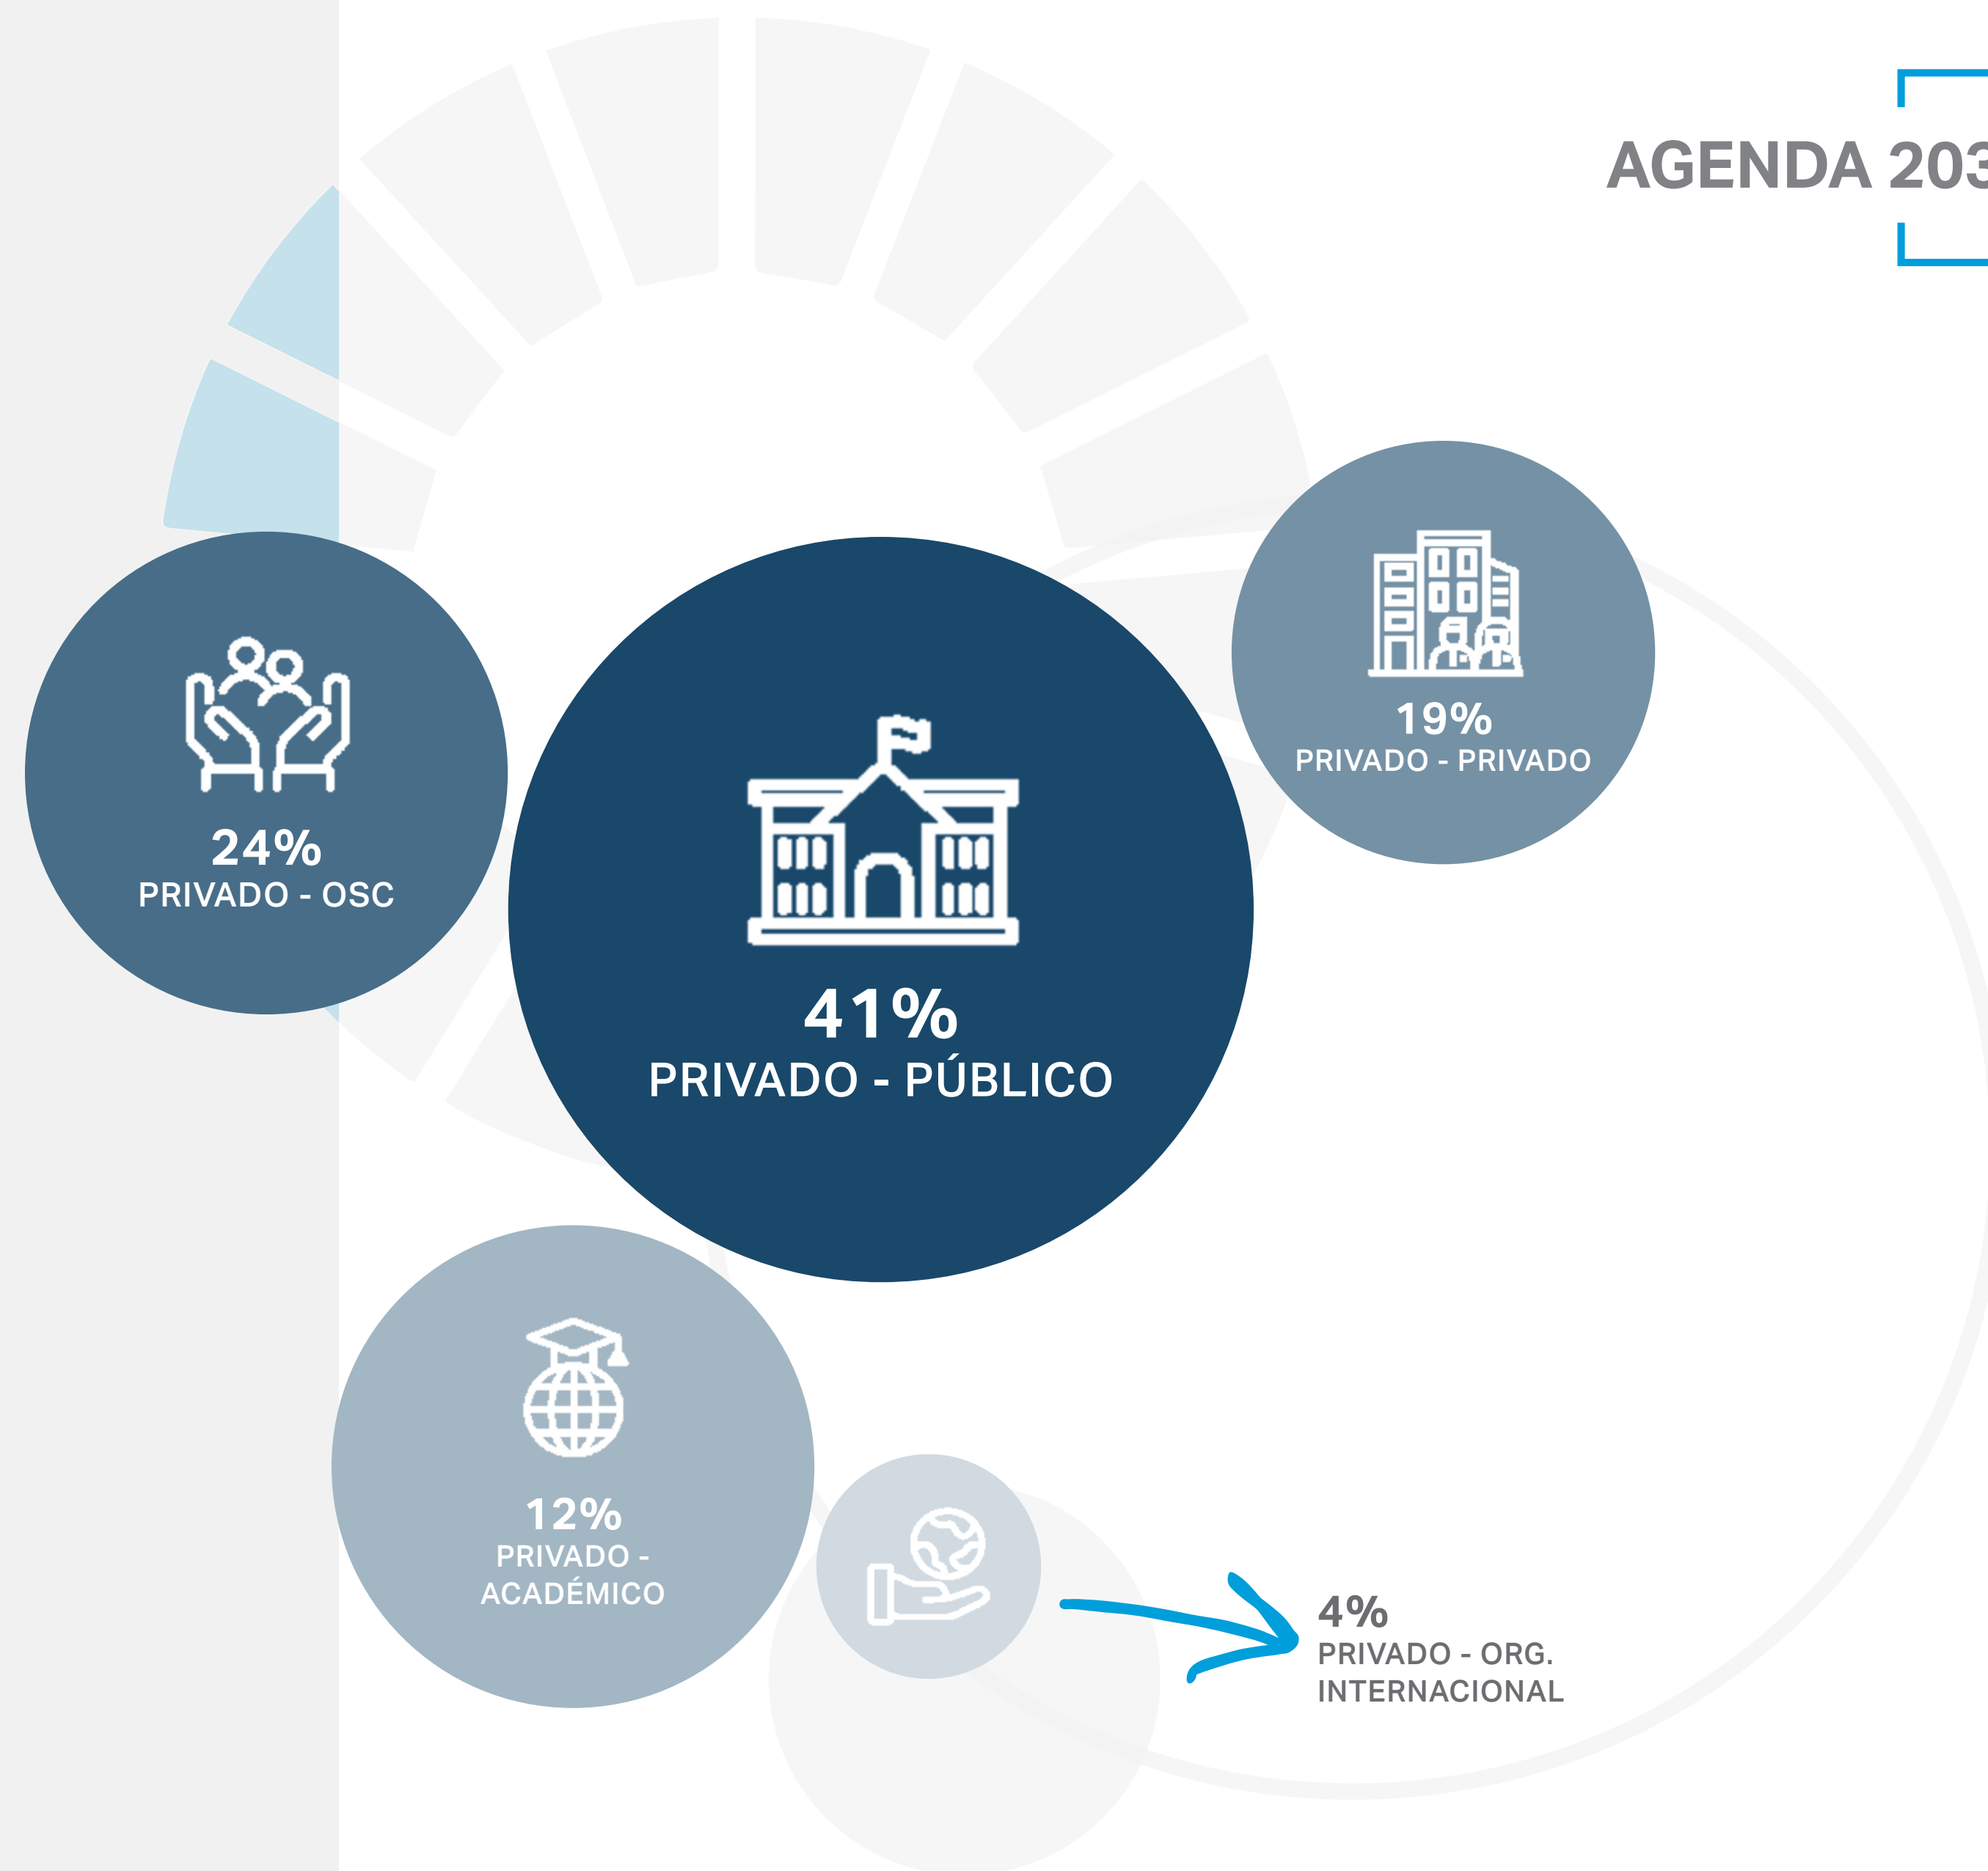 AGENDA 203
19%
PRIVADO - PRIVADO
24%
PRIVADO - OSC
41%
PRIVADO - PÚBLICO
12%
PRIVADO -
ACADÉMICO
4%
PRIVADO - ORG.
INTERNACIONAL